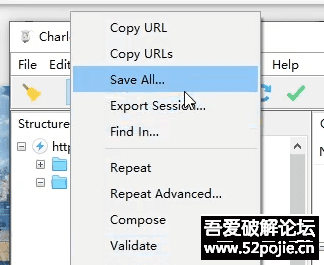 Copy URL
Copy URLs
Charle
File Edit Help
Save All...
Export Session...
Structure
Find In...
http
Repeat
Repeat Advanced...
Compose
Validate
吾爱破解论坛
www.52pojie.cn